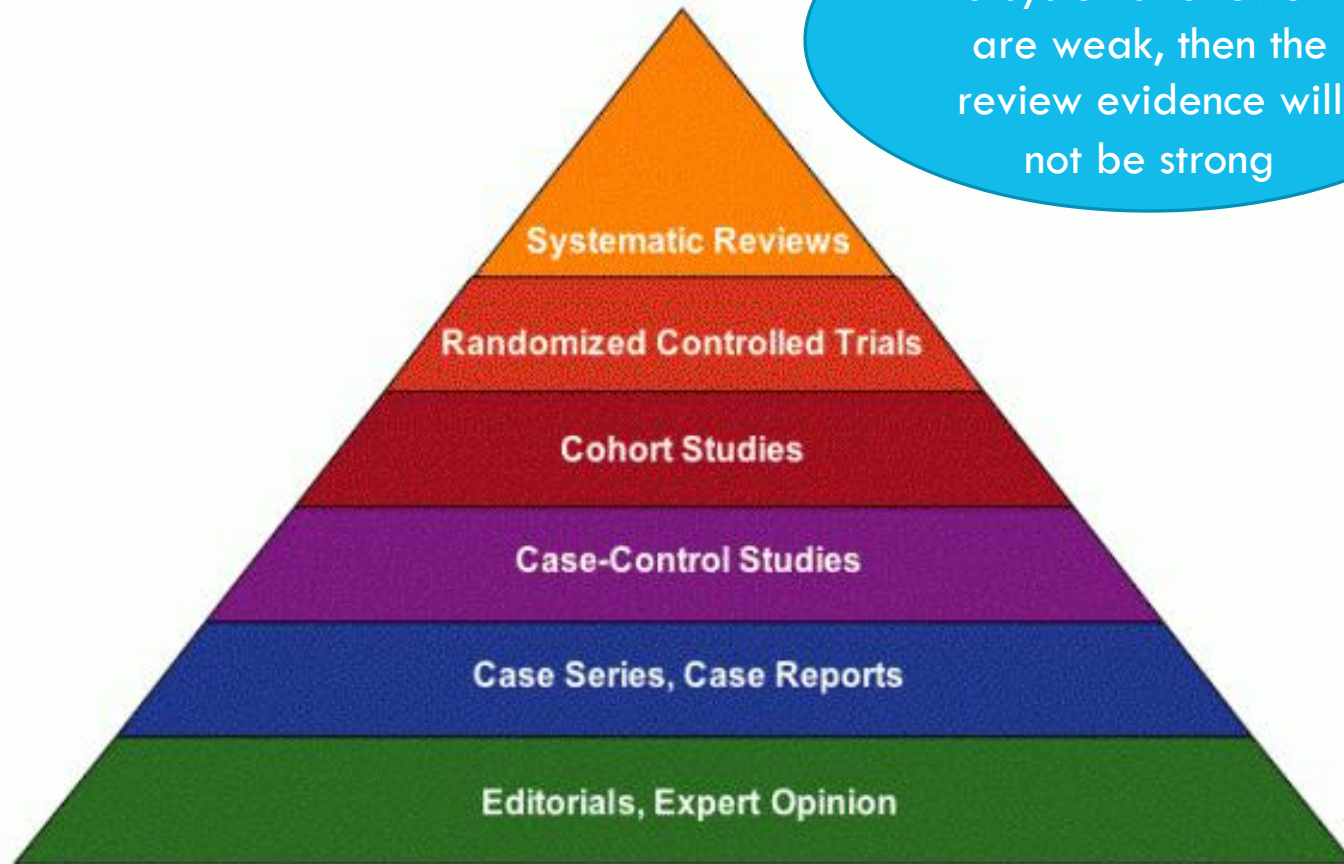 are weak, then the
review evidence will
not be strong
Systematic Reviews
Randomized Controlled Trials
Cohort Studies
Case-Control Studies
Case Series, Case Reports
Editorials, Expert Opinion